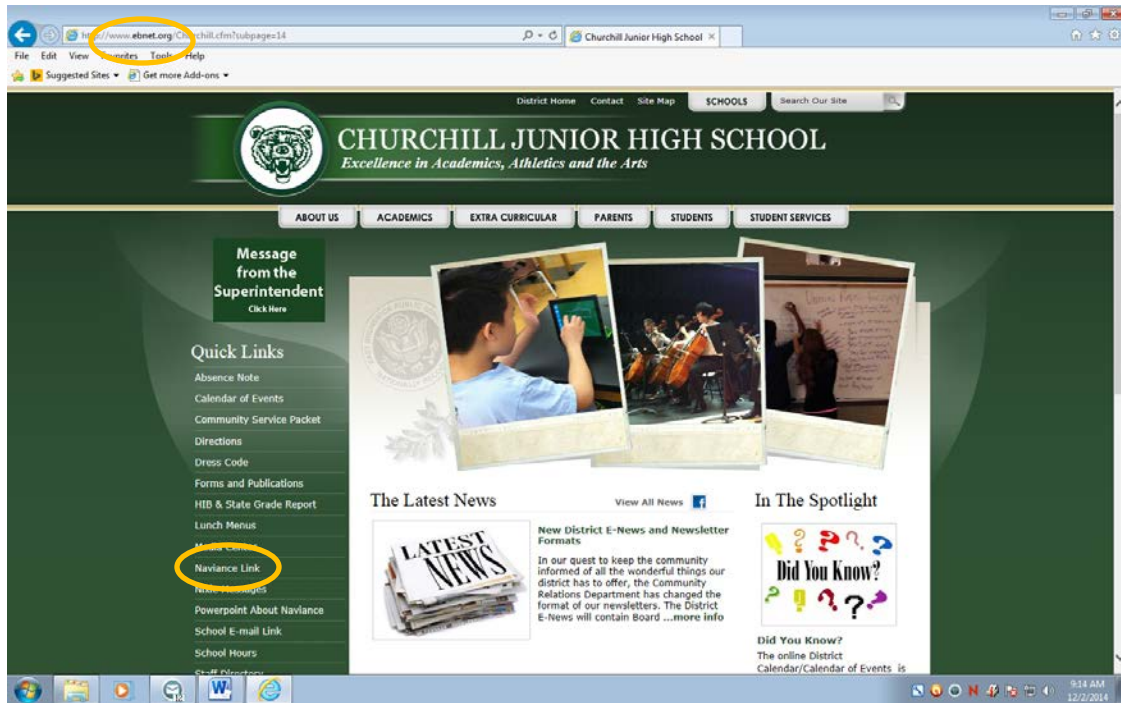 http://www.ebnet.org/Churchill.cfm?subpage=14
Churchill Junior High School
File Edit View Favorites Tools Help
Suggested Sites Get more Add-ons
District Home Contact Site Map SCHOOLS Search Our Site
CHURCHILL JUNIOR HIGH SCHOOL
Excellence in Academics, Athletics and the Arts
ABOUT US ACADEMICS EXTRA CURRICULAR PARENTS STUDENTS STUDENT SERVICES
Message
from the
Superintendent
Click Here
Quick Links
Absence Note
Calendar of Events
Community Service Packet
Directions
Dress Code
Forms and Publications
HIB & State Grade Report
Lunch Menus
Media Center
Naviance Link
Nixle Messages
Powerpoint About Naviance
School E-mail Link
School Hours
Staff Directory
The Latest News
View All News
LATEST
NEWS
New District E-News and Newsletter
Formats
In our quest to keep the community
informed of all the wonderful things our
district has to offer, the Community
Relations Department has changed the
format of our newsletters. The District
E-News will contain Board ...more info
In The Spotlight
Did You Know?
Did You Know?
The online District
Calendar/Calendar of Events is
9:14 AM
12/2/2014